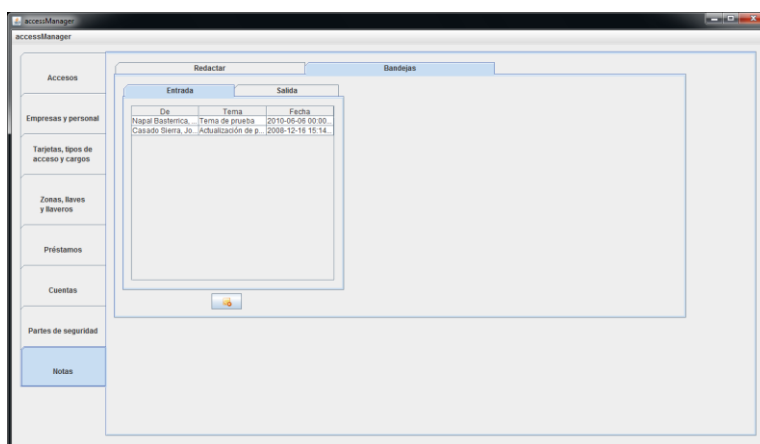 accessManager
accessManager
Accesos
Empresas y personal
Tarjetas, tipos de
acceso y cargos
Zonas, llaves
y llaveros
Préstamos
Cuentas
Partes de seguridad
Notas
Redactar Bandejas
Entrada Salida
De Tema Fecha
Napal Basterrica, ... Tema de prueba 2010-06-06 00:00...
Casado Sierra, Jo... Actualización de p... 2008-12-16 15:14...